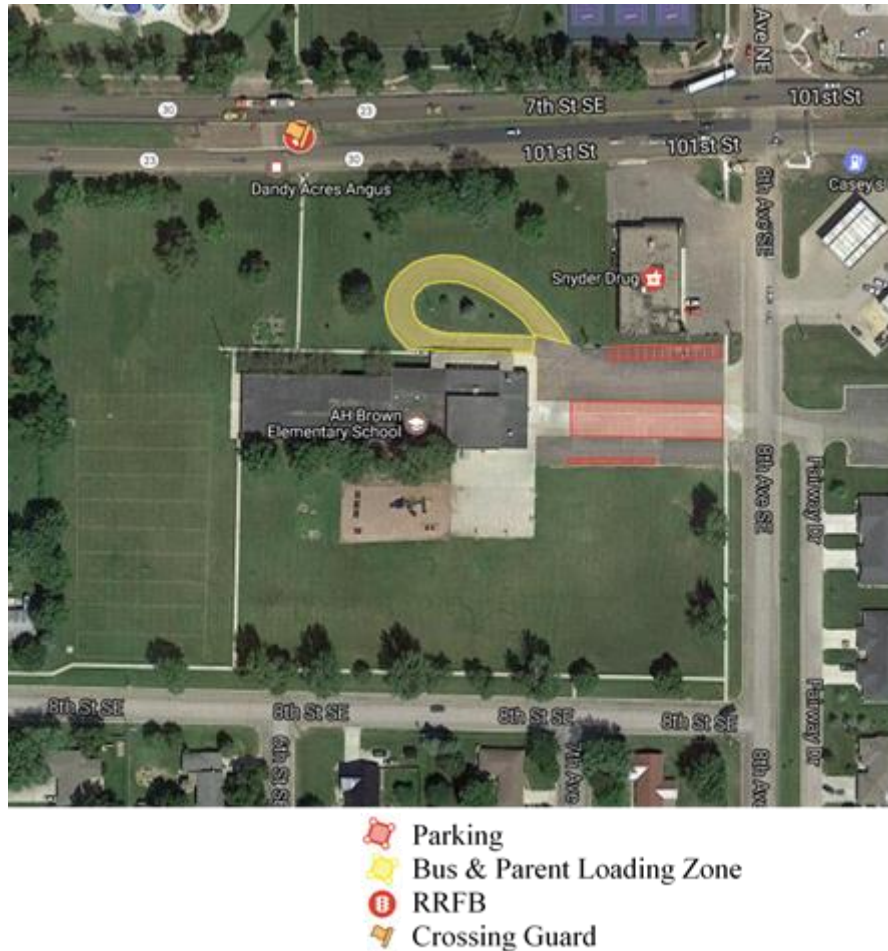 Ave NE
30
23
7th St SE
101st St
23
30
101st St
101st St
Dandy Acres Angus
8th Ave SE
Casey's
Snyder Drug
AH Brown
Elementary School
8th Ave SE
Fairway Dr
Fairway Dr
8th St SE
8th St SE
8th St SE
8th St SE
6th St SE
7th Ave
8th Ave
Parking
Bus & Parent Loading Zone
RRFB
Crossing Guard